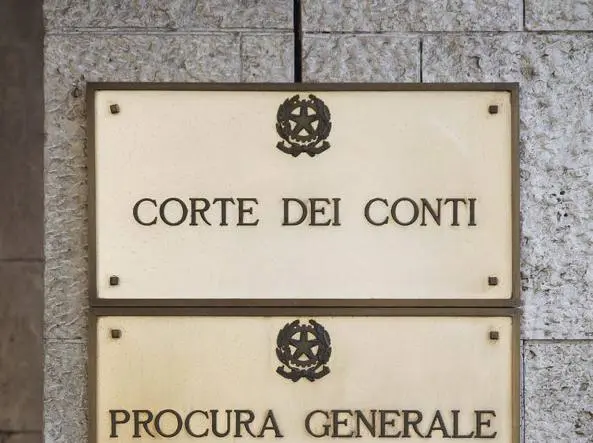 CORTE DEI CONTI
PROCURA GENERALE